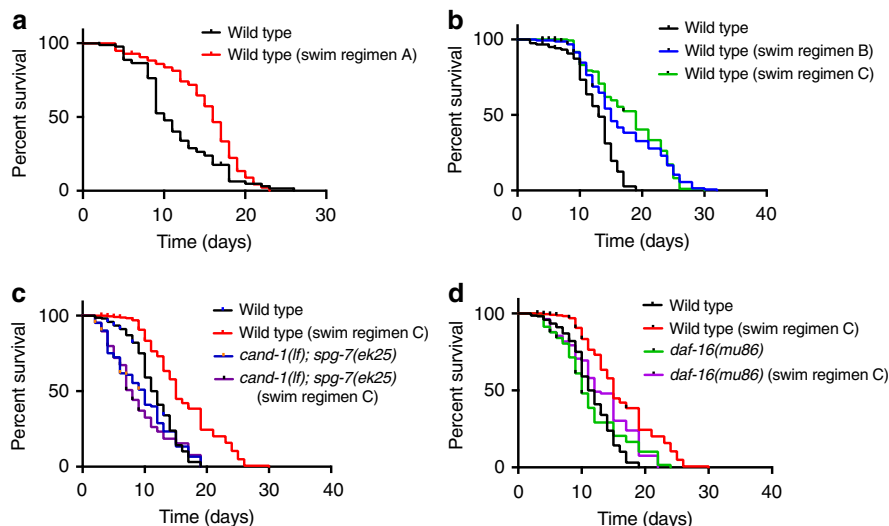 a
Wild type
Wild type (swim regimen A)
Percent survival
100
50
0
0 10 20 30
Time (days)
b
Wild type
Wild type (swim regimen B)
Wild type (swim regimen C)
Percent survival
100
50
0
0 10 20 30 40
Time (days)
c
Wild type
Wild type (swim regimen C)
cand-1(lf); spg-7(ek25)
cand-1(lf); spg-7(ek25)
(swim regimen C)
Percent survival
100
50
0
0 10 20 30 40
Time (days)
d
Wild type
Wild type (swim regimen C)
daf-16(mu86)
daf-16(mu86) (swim regimen C)
Percent survival
100
50
0
0 10 20 30 40
Time (days)